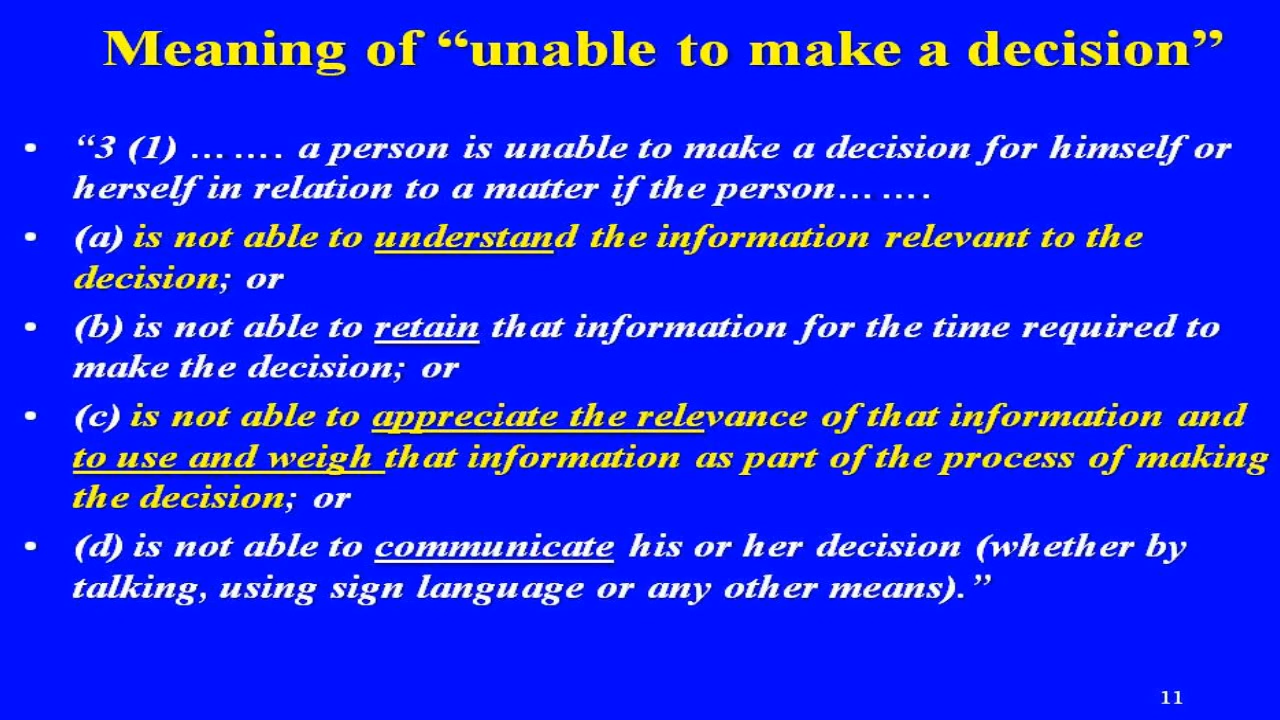 Meaning of “unable to make a decision”
• “3 (1) ... .... a person is unable to make a decision for himself or
herself in relation to a matter if the person... ....
• (a) is not able to understand the information relevant to the
decision; or
• (b) is not able to retain that information for the time required to
make the decision; or
• (c) is not able to appreciate the relevance of that information and
to use and weigh that information as part of the process of making
the decision; or
• (d) is not able to communicate his or her decision (whether by
talking, using sign language or any other means).”
11